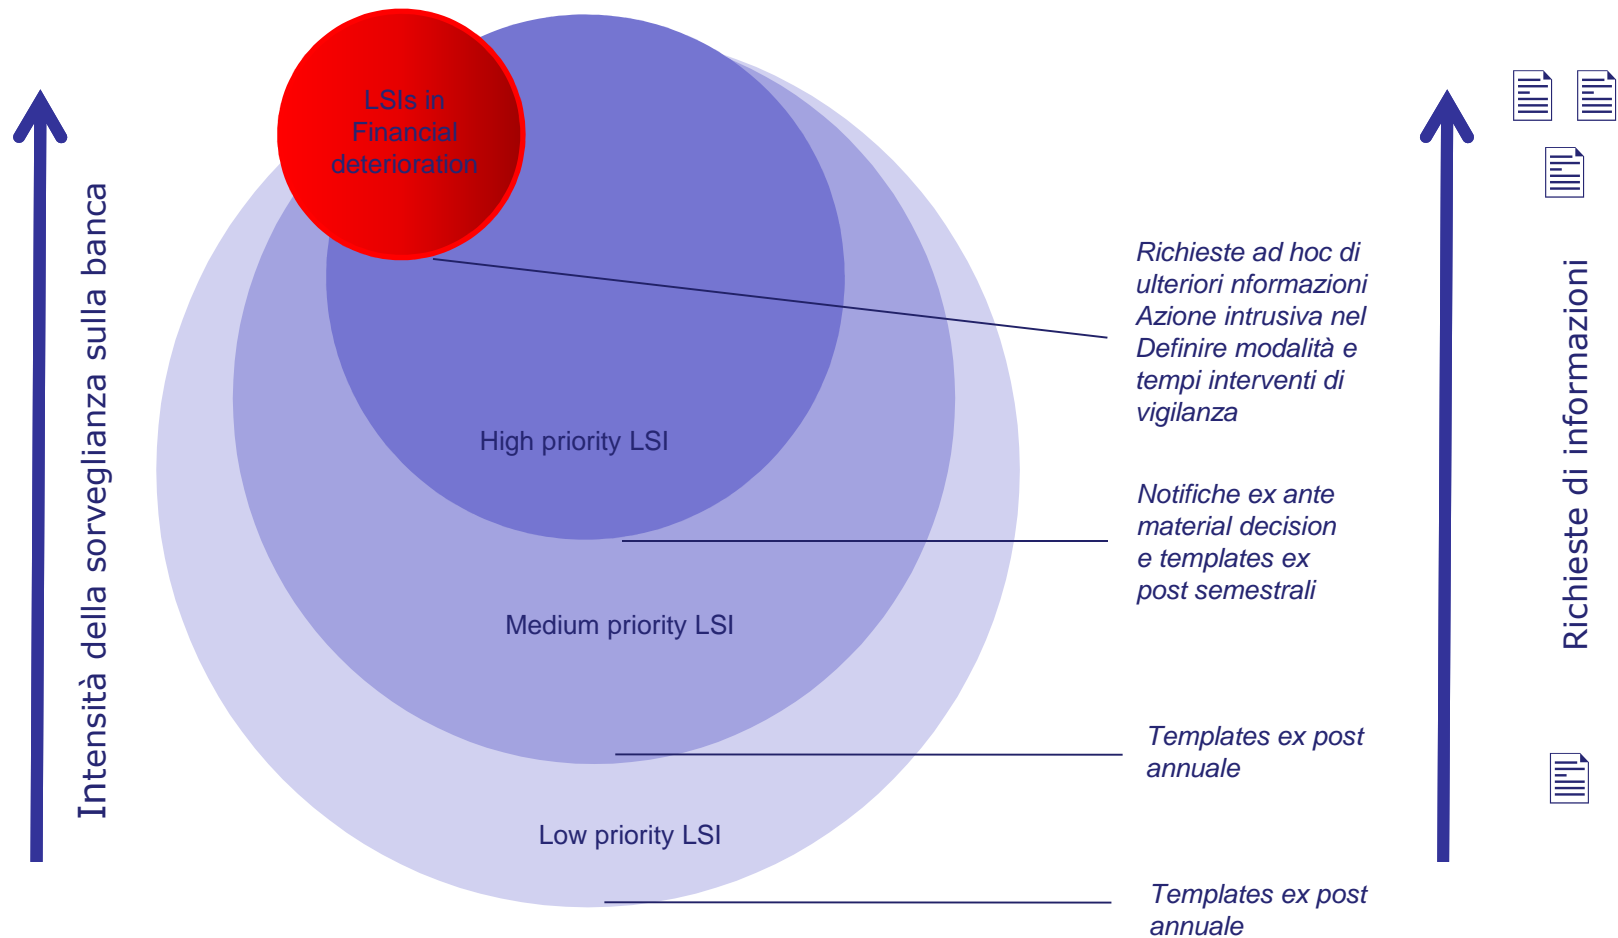 Intensità della sorveglianza sulla banca
LSIs in
Financial
deterioration
High priority LSI
Medium priority LSI
Low priority LSI
Richieste ad hoc di
ulteriori nformazioni
Azione intrusiva nel
Definire modalità e
tempi interventi di
vigilanza
Notifiche ex ante
material decision
e templates ex
post semestrali
Templates ex post
annuale
Templates ex post
annuale
Richieste di informazioni